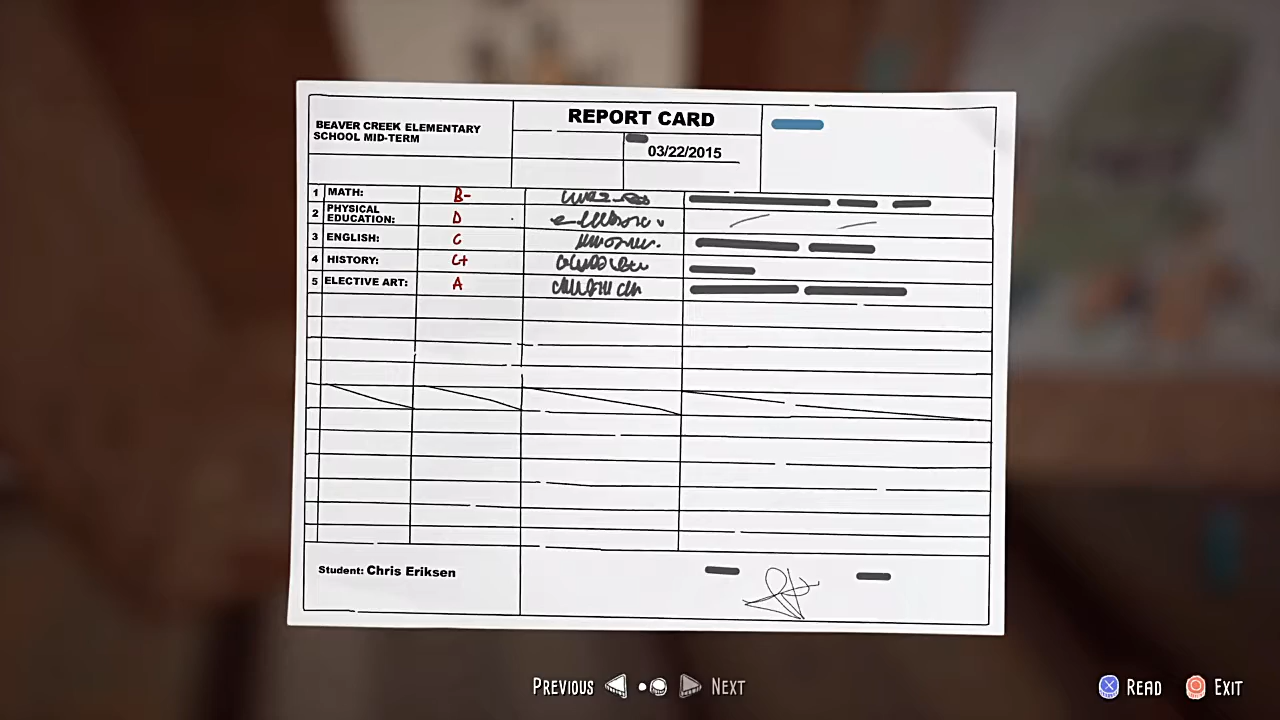 REPORT CARD
BEAVER CREEK ELEMENTARY
SCHOOL MID-TERM
03/22/2015
1 MATH: B-
2 PHYSICAL
EDUCATION: D
3 ENGLISH: C
4 HISTORY: C+
5 ELECTIVE ART: A
Student: Chris Eriksen
PREVIOUS NEXT
READ EXIT